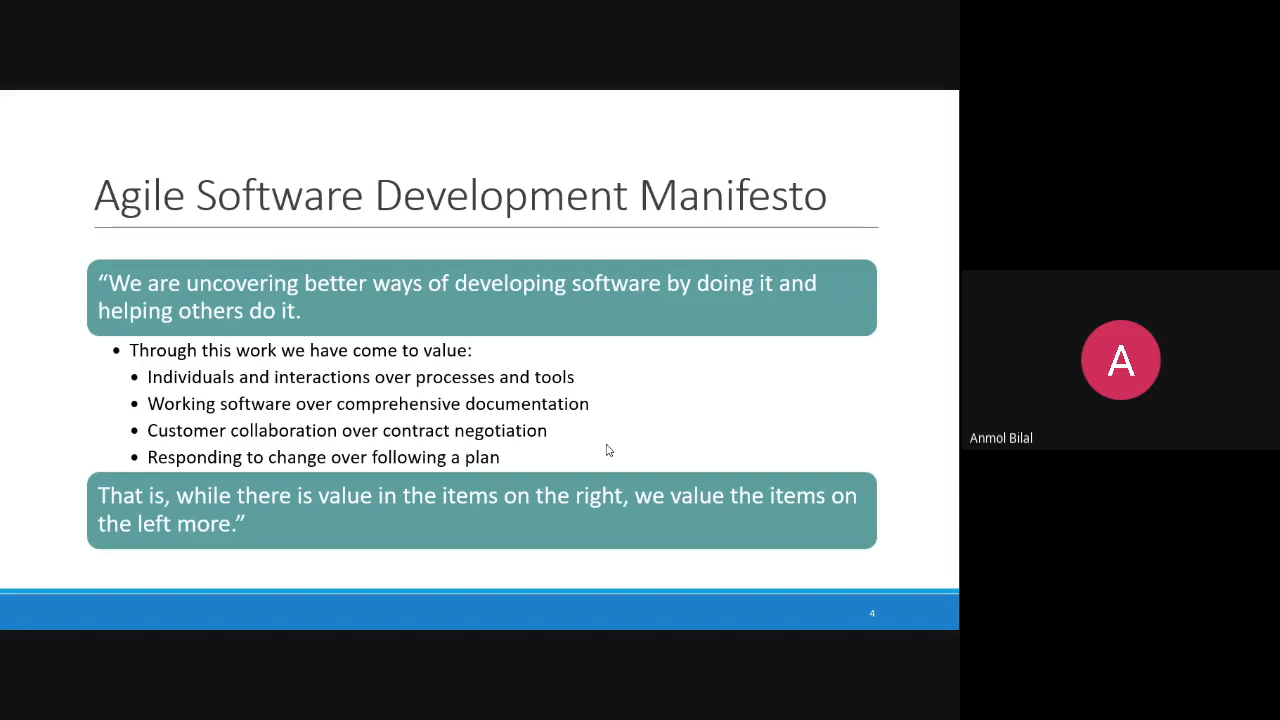 Agile Software Development Manifesto
“We are uncovering better ways of developing software by doing it and
helping others do it.
• Through this work we have come to value:
• Individuals and interactions over processes and tools
• Working software over comprehensive documentation
• Customer collaboration over contract negotiation
• Responding to change over following a plan
That is, while there is value in the items on the right, we value the items on
the left more.”
4
A
Anmol Bilal